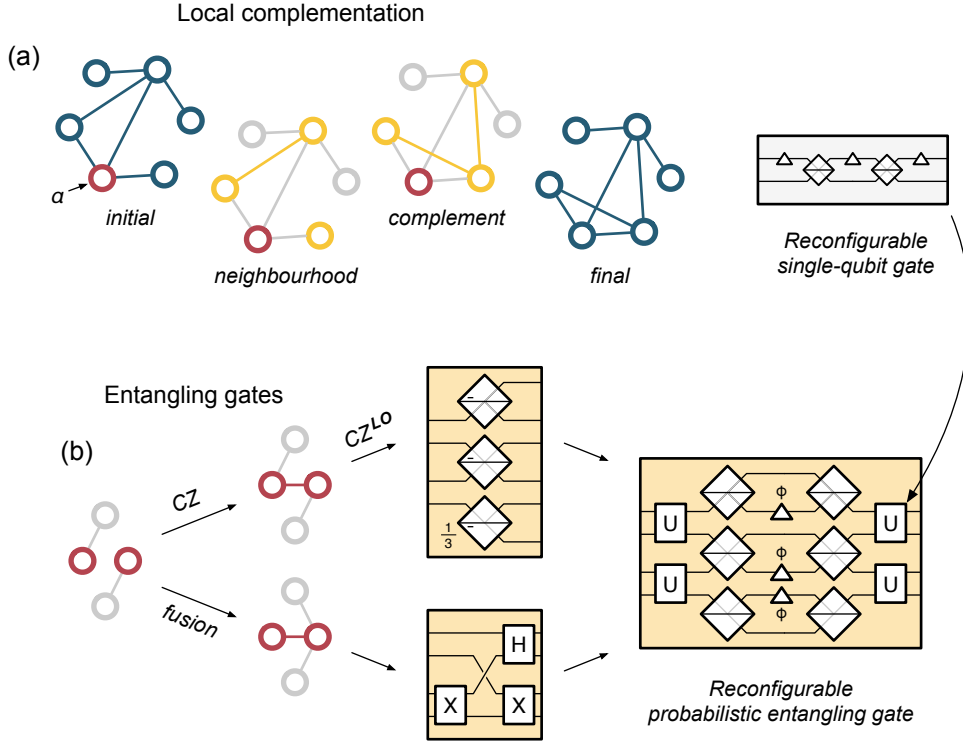 Local complementation
(a)
α
initial
neighbourhood
complement
final
Reconfigurable
single-qubit gate
Entangling gates
(b)
CZ
fusion
CZ^LO
- 
-
-
1/3
H
X
X
U
U
U
U
Φ
Φ
Φ
Reconfigurable
probabilistic entangling gate